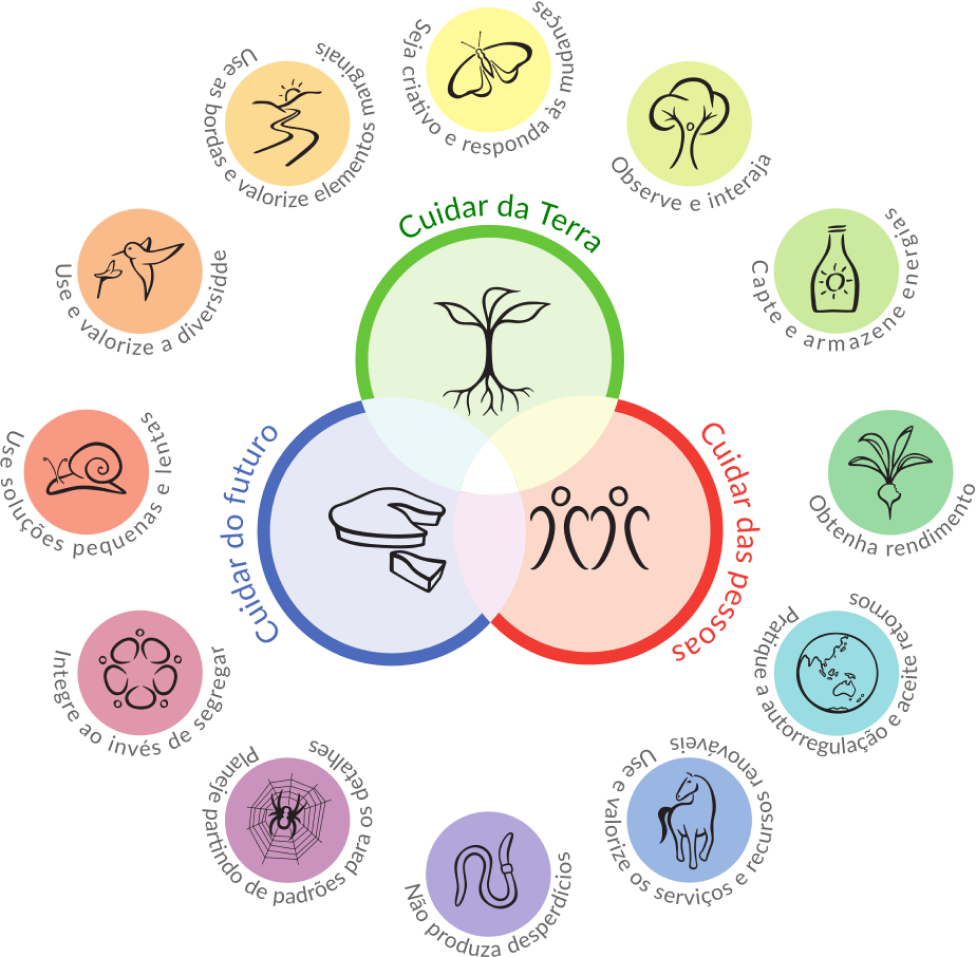 Seja criativo e responda às mudanças
Observe e interaja
Capte e armazene energias
Obtenha rendimento
Pratique a autorregulação e aceite retornos
Use e valorize os serviços e recursos renováveis
Não produza desperdícios
Planeje partindo de padrões para os detalhes
Integre ao invés de segregar
Use soluções pequenas e lentas
Use e valorize a diversidde
Use as bordas e valorize elementos marginais
Cuidar da Terra
Cuidar das pessoas
Cuidar do futuro